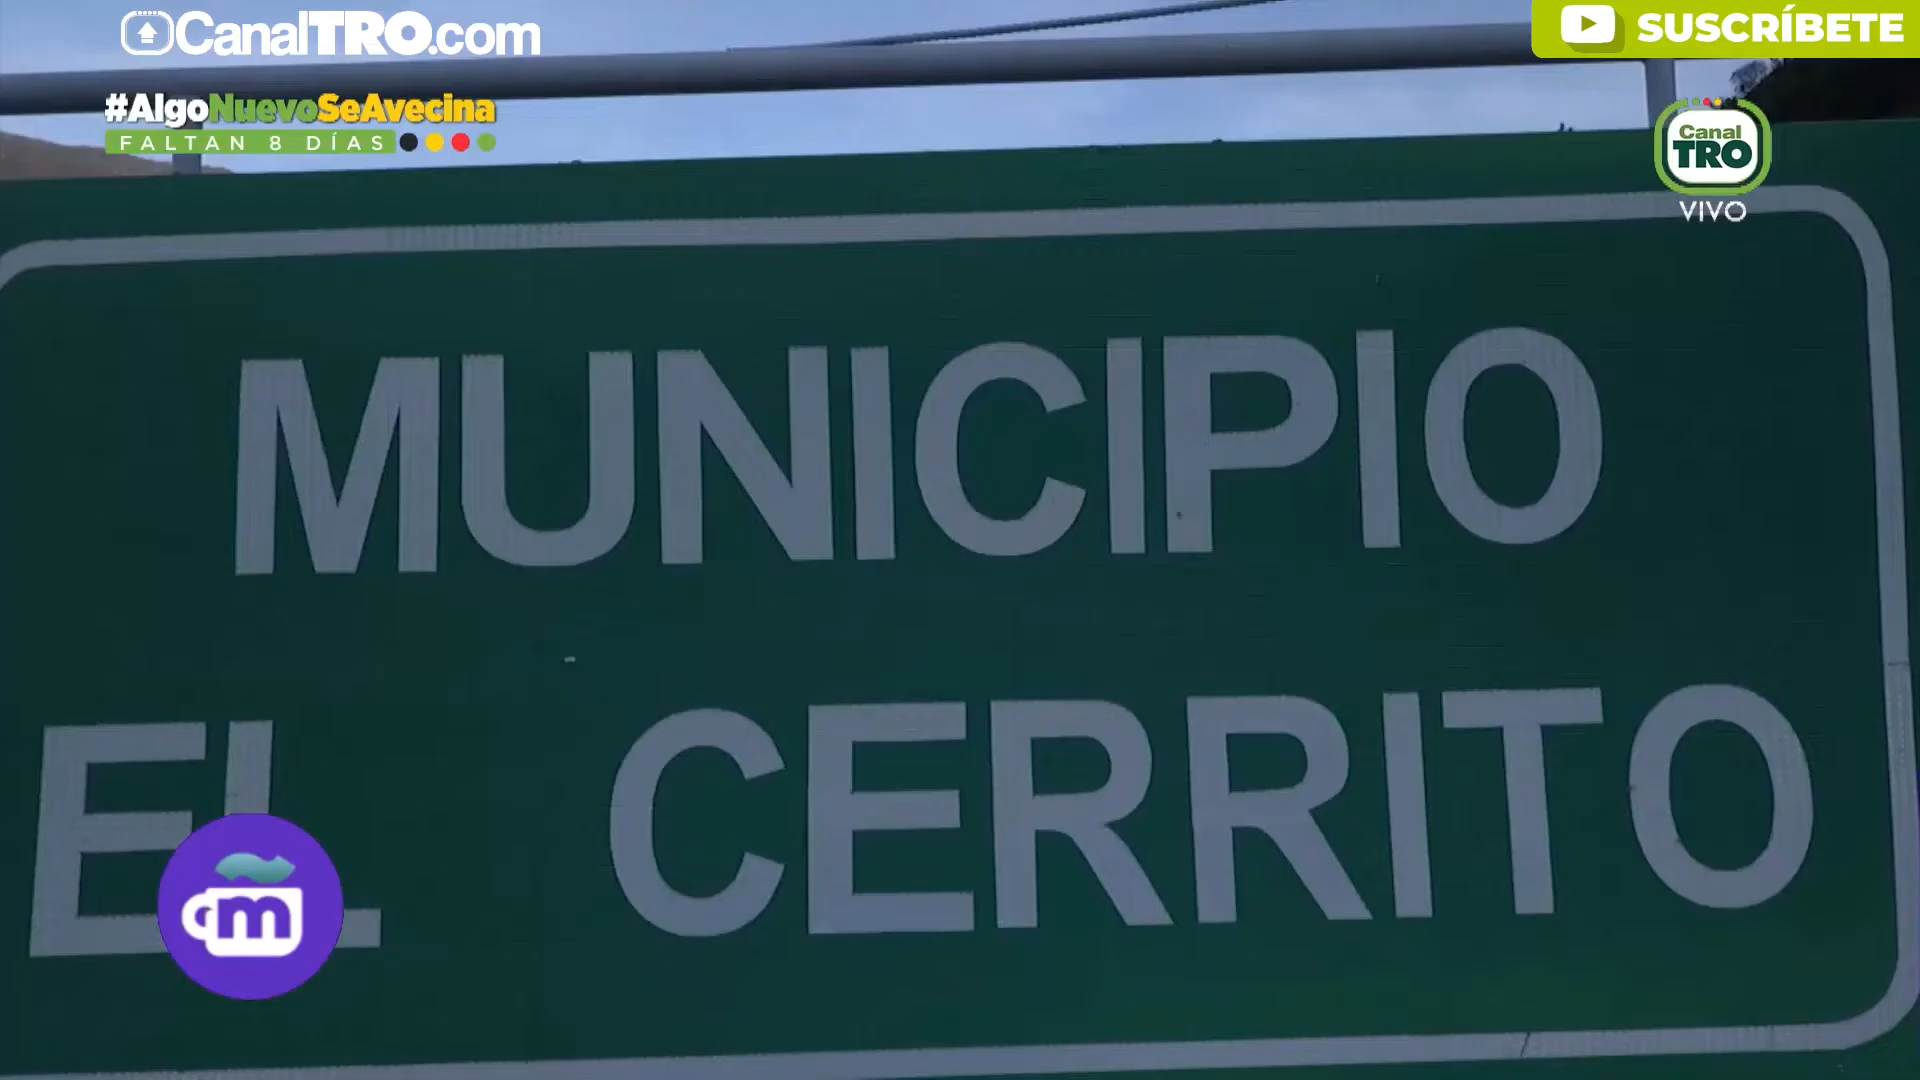 CanalTRO.com
SUSCRÍBETE
#AlgoNuevoSeAvecina
FALTAN 8 DÍAS
Canal
TRO
VIVO
MUNICIPIO
EL CERRITO
m